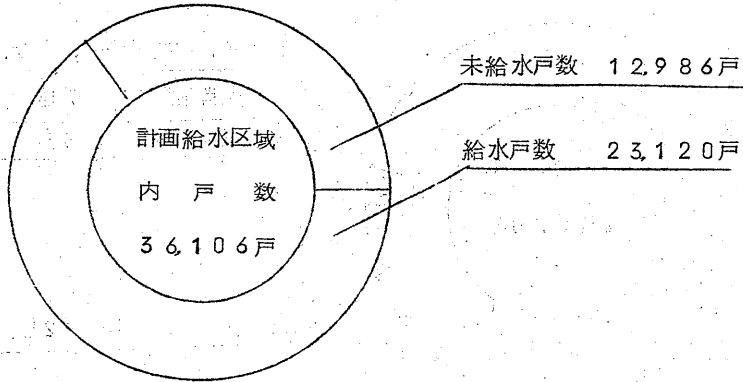 未給水戸数 12,986戸
給水戸数 23,120戸
計画給水区域
内戸数
36,106戸